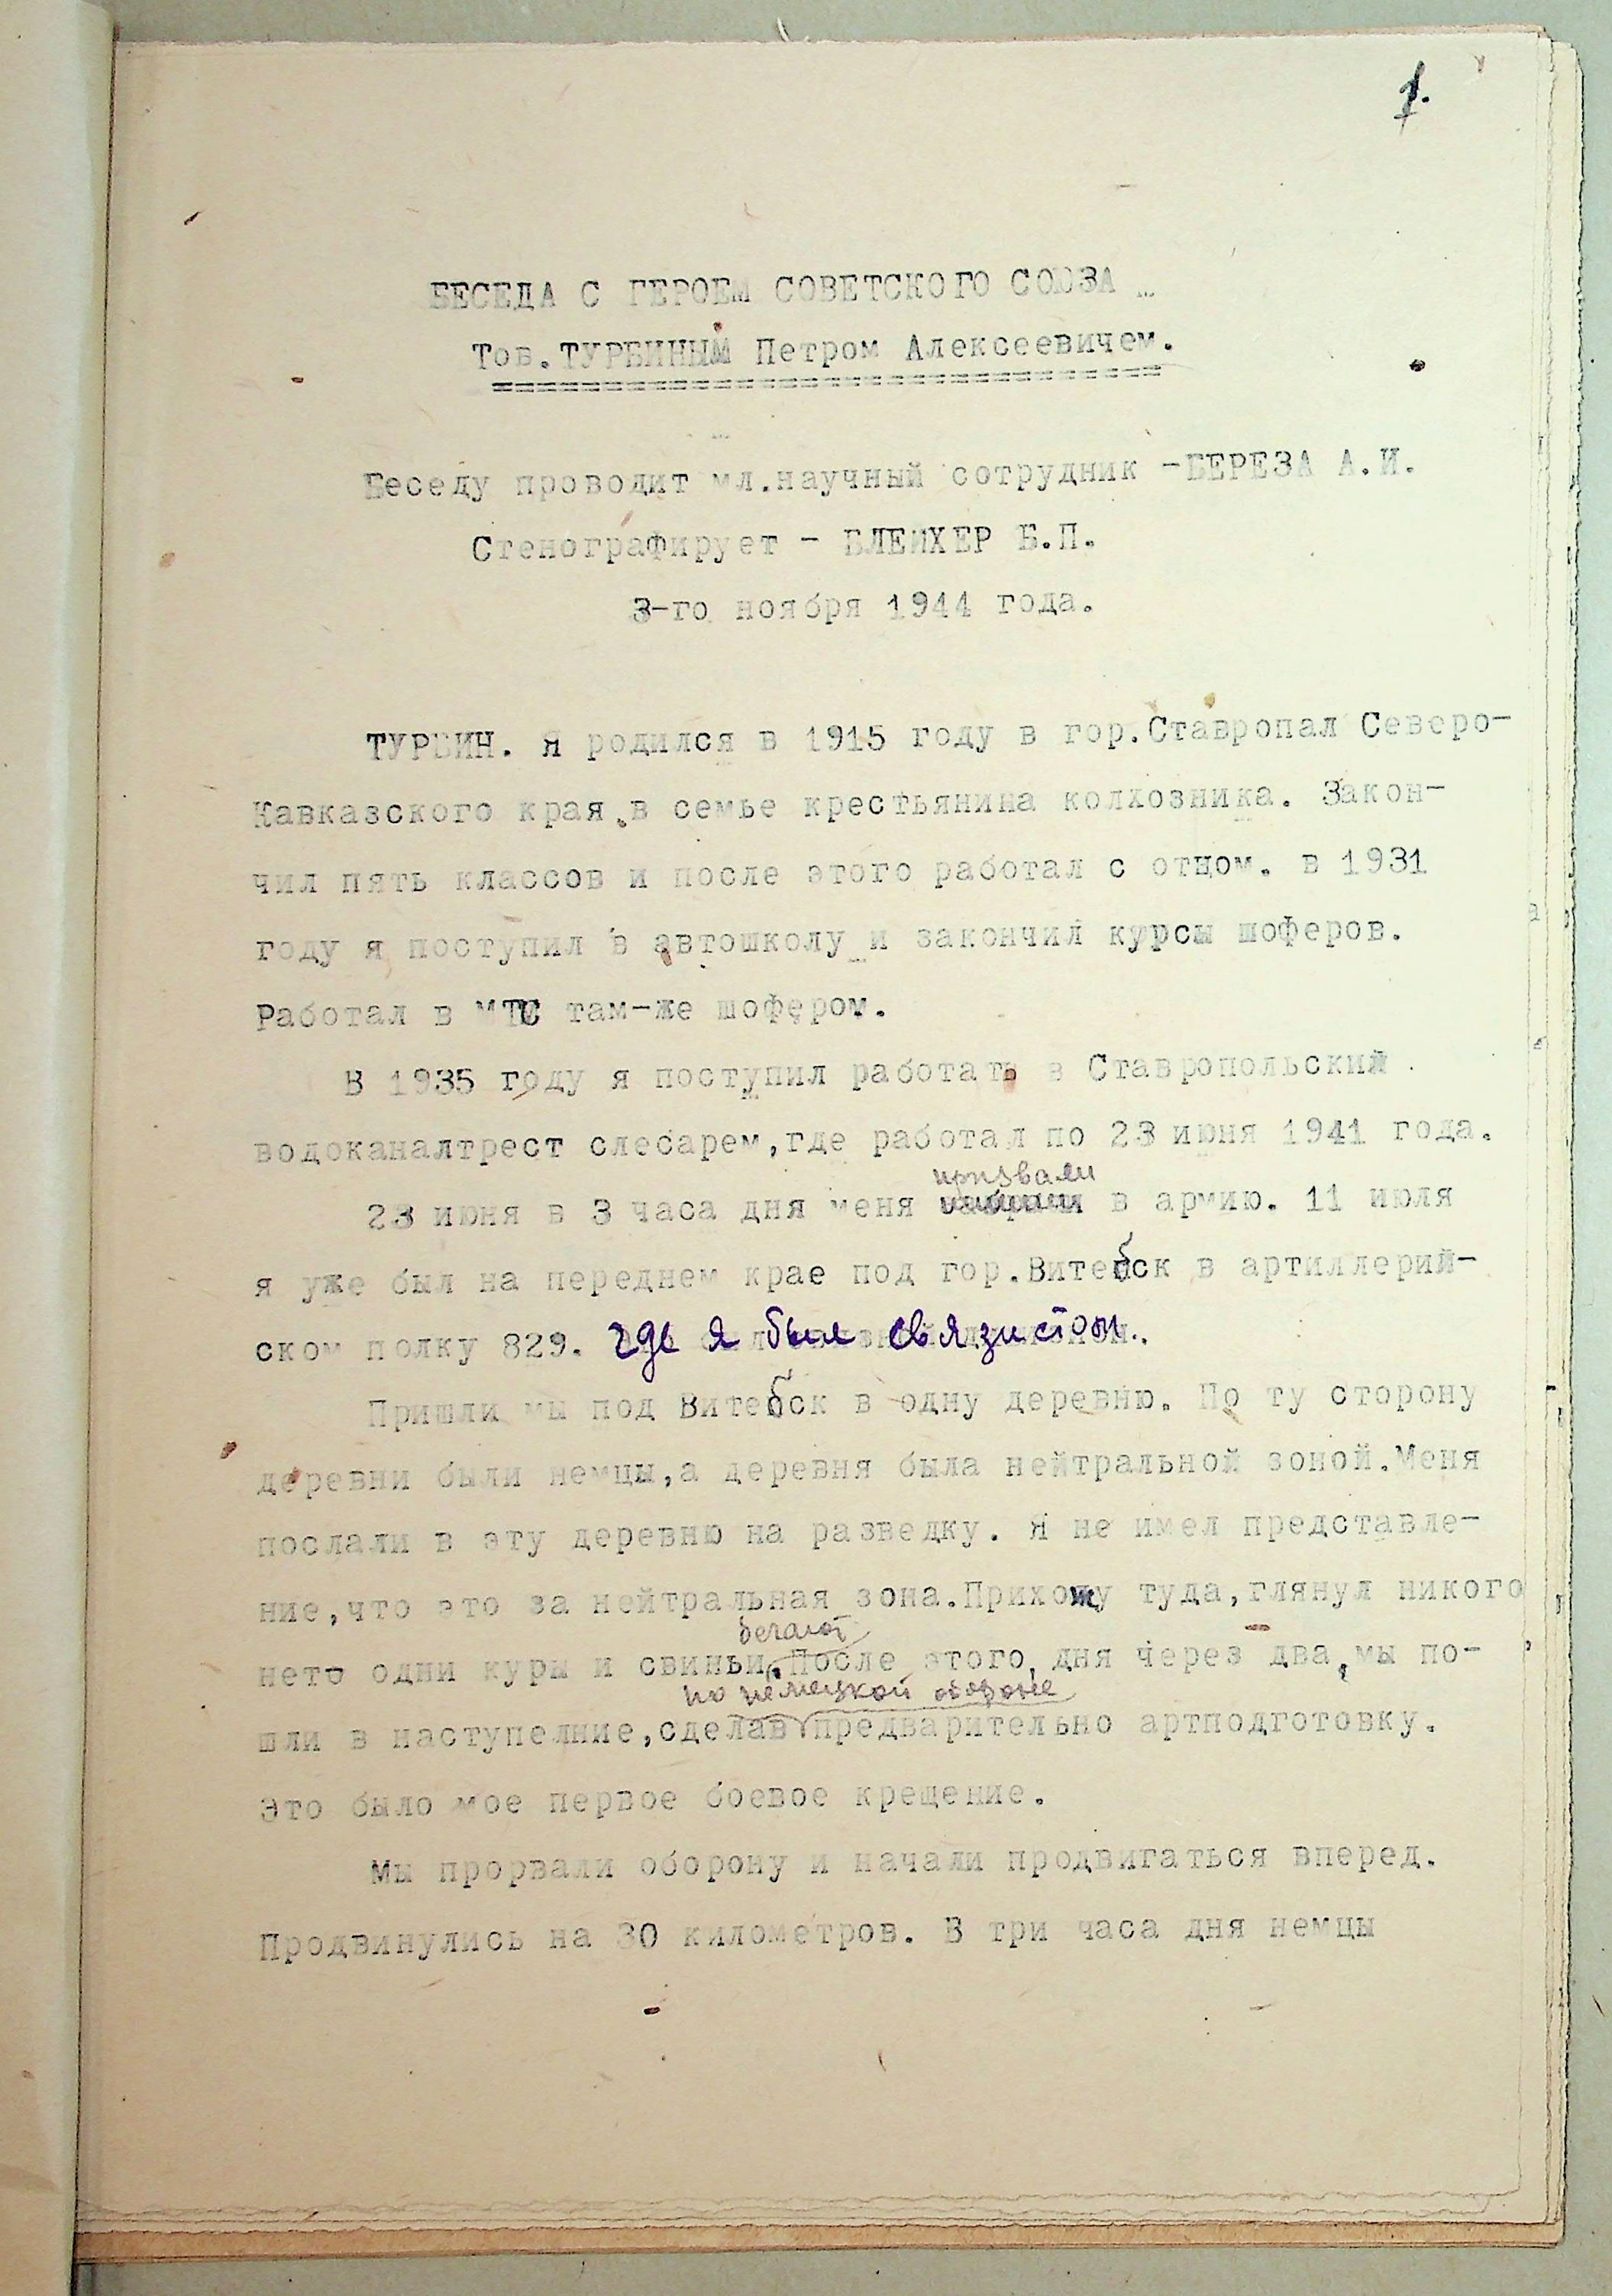 1.
БЕСЕДА С ГЕРОЕМ СОВЕТСКОГО СОЮЗА
Тов.ТУРБИНЫМ Петром Алексеевичем.
Беседу проводит мл.научный сотрудник -БЕРЕЗА А.И.
Стенографирует - БЛЕЙХЕР Б.П.
3-го ноября 1944 года.
ТУРБИН. Я родился в 1915 году в гор.Ставропал Северо-
Кавказского края,в семье крестьянина колхозника. Закон-
чил пять классов и после этого работал с отцом. в 1931
году я поступил в автошколу и закончил курсы шоферов.
Работал в МТС там-же шофером.
В 1935 году я поступил работать в Ставропольский
водоканалтрест слесарем,где работал по 23 июня 1941 года.
призвали
23 июня в 3 часа дня меня в армию. 11 июля
я уже был на переднем крае под гор.Витебск в артиллерий-
ском полку 829. где я был связистом.
Пришли мы под Витебск в одну деревню. По ту сторону
деревни были немцы,а деревня была нейтральной зоной.Меня
послали в эту деревню на разведку. Я не имел представле-
ние,что это за нейтральная зона.Прихожу туда,глянул никого
бегают
нето одни куры и свиньи.После этого, дня через два,мы по-
по немецкой обороне
шли в наступелние,сделав предварительно артподготовку.
Это было мое первое боевое крещение.
Мы прорвали оборону и начали продвигаться вперед.
Продвинулись на 30 километров. В три часа дня немцы